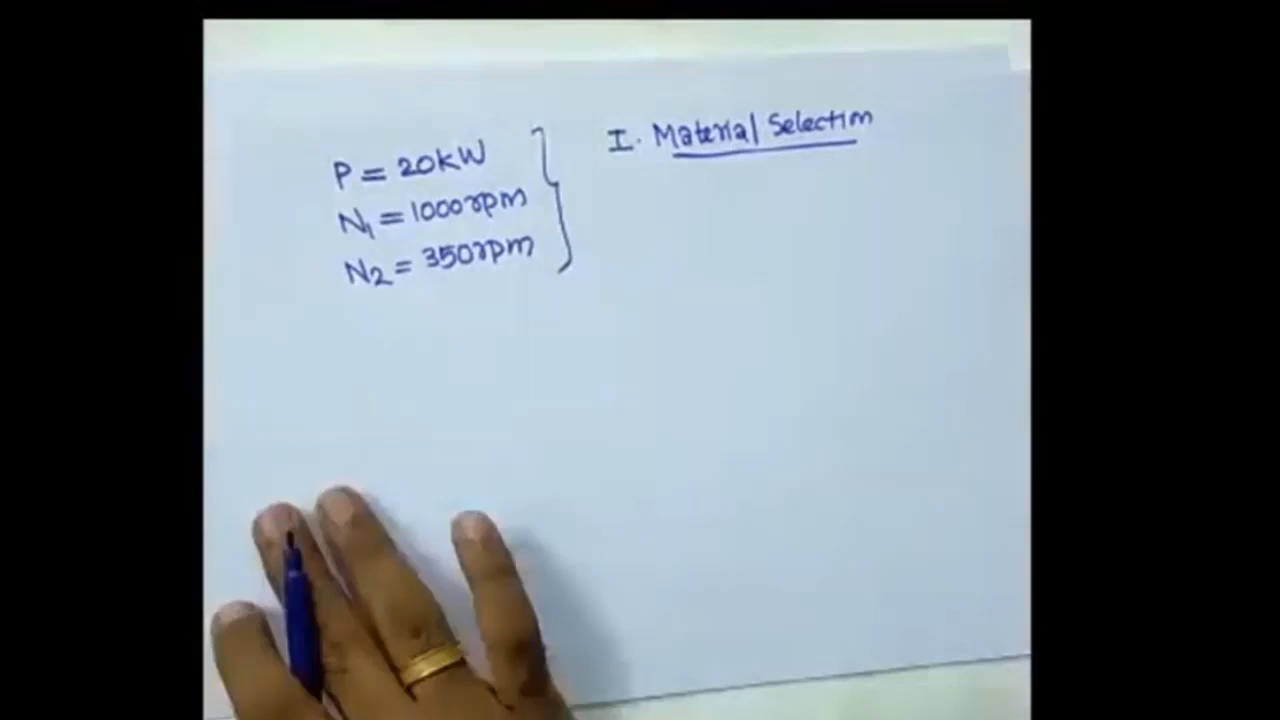 P = 20kW
N1 = 1000rpm
N2 = 350rpm
I. Material Selection